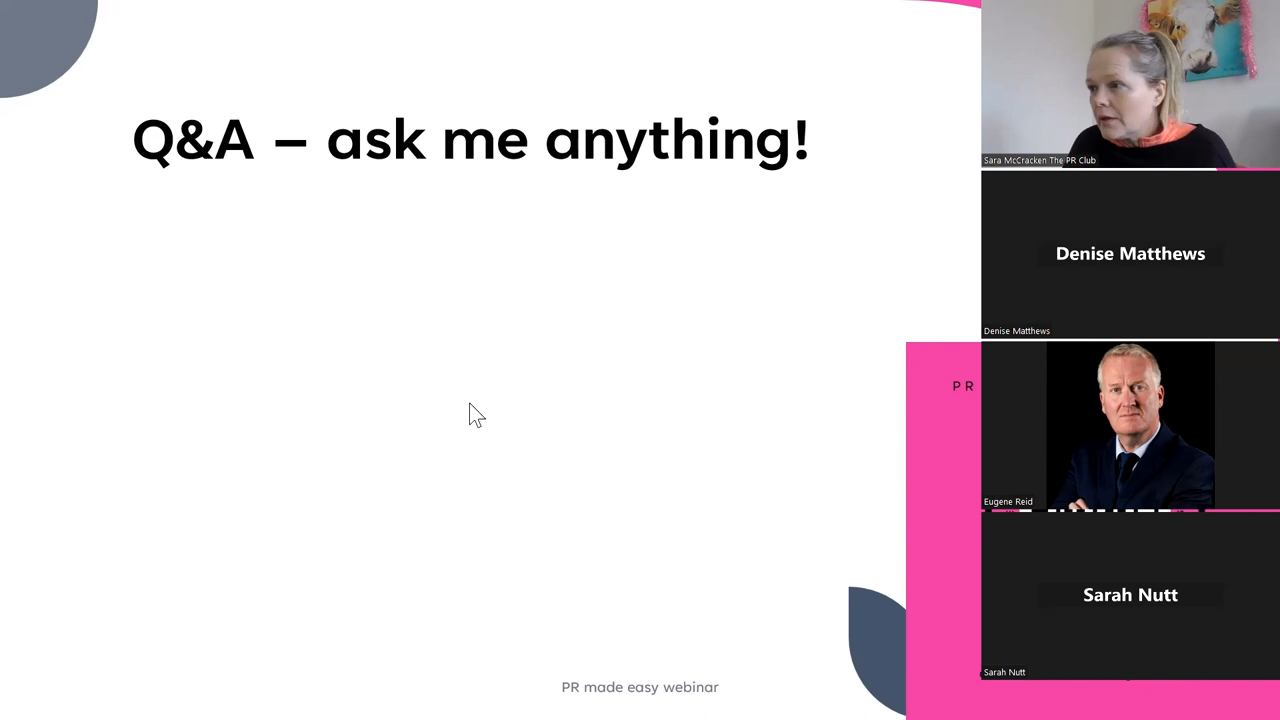 Q&A – ask me anything!
Sara McCracken The PR Club
Denise Matthews
Denise Matthews
PR
Eugene Reid
Sarah Nutt
Sarah Nutt
PR made easy webinar